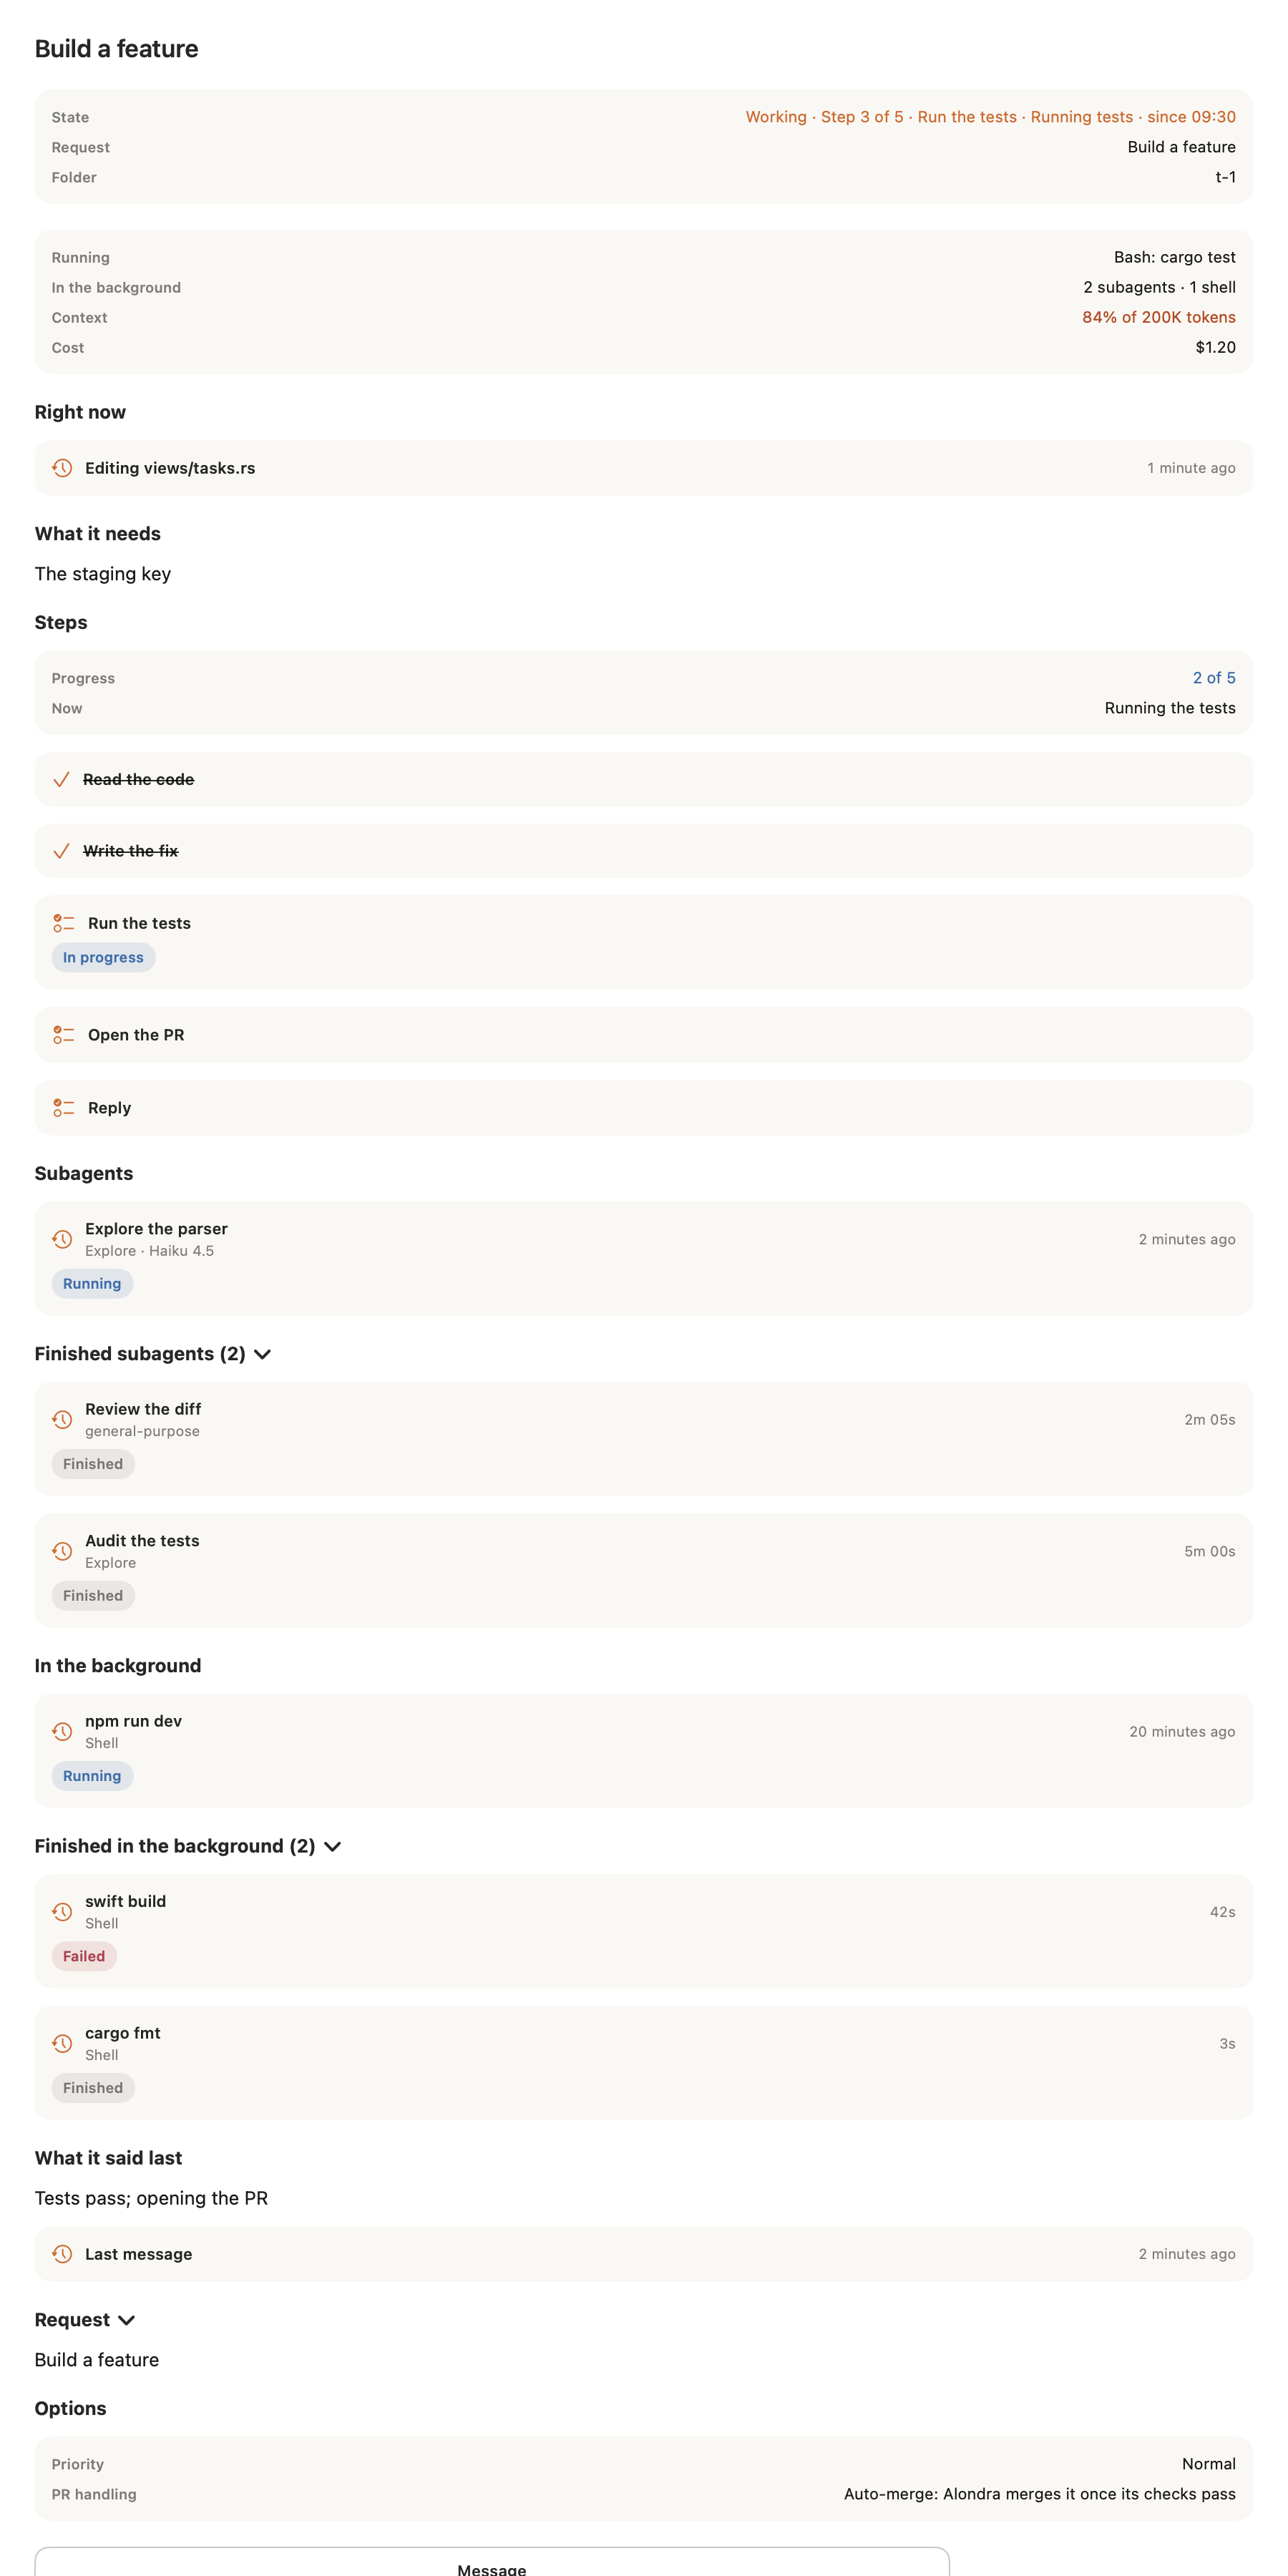 Build a feature
State
Working · Step 3 of 5 · Run the tests · Running tests · since 09:30
Request
Build a feature
Folder
t-1
Running
Bash: cargo test
In the background
2 subagents · 1 shell
Context
84% of 200K tokens
Cost
$1.20
Right now
Editing views/tasks.rs
1 minute ago
What it needs
The staging key
Steps
Progress
2 of 5
Now
Running the tests
Read the code
Write the fix
Run the tests
In progress
Open the PR
Reply
Subagents
Explore the parser
Explore · Haiku 4.5
2 minutes ago
Running
Finished subagents (2)
Review the diff
general-purpose
2m 05s
Finished
Audit the tests
Explore
5m 00s
Finished
In the background
npm run dev
Shell
20 minutes ago
Running
Finished in the background (2)
swift build
Shell
42s
Failed
cargo fmt
Shell
3s
Finished
What it said last
Tests pass; opening the PR
Last message
2 minutes ago
Request
Build a feature
Options
Priority
Normal
PR handling
Auto-merge: Alondra merges it once its checks pass
Message